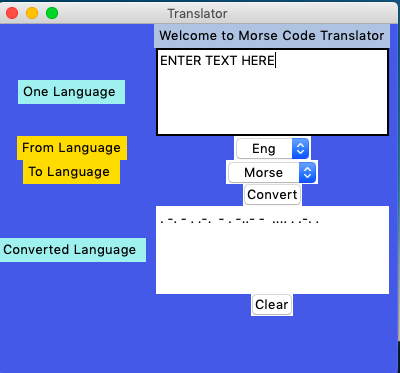 Translator
Welcome to Morse Code Translator
One Language
ENTER TEXT HERE
From Language
Eng
To Language
Morse
Convert
Converted Language
. -. - . .-.  - . -..- -  .... . .-. .
Clear